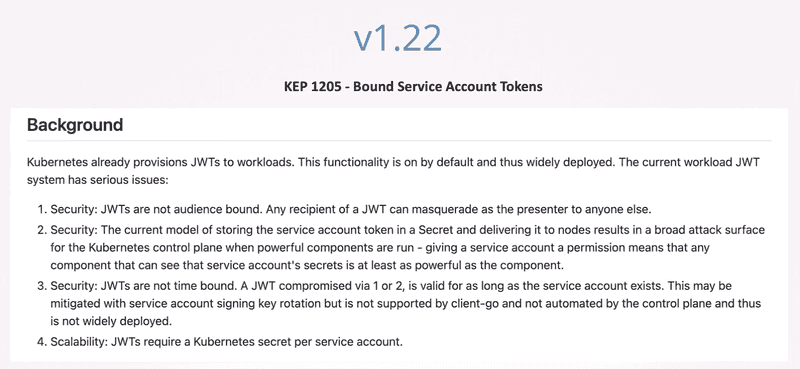 v1.22
KEP 1205 - Bound Service Account Tokens
Background
Kubernetes already provisions JWTs to workloads. This functionality is on by default and thus widely deployed. The current workload JWT
system has serious issues:
1. Security: JWTs are not audience bound. Any recipient of a JWT can masquerade as the presenter to anyone else.
2. Security: The current model of storing the service account token in a Secret and delivering it to nodes results in a broad attack surface
for the Kubernetes control plane when powerful components are run - giving a service account a permission means that any
component that can see that service account's secrets is at least as powerful as the component.
3. Security: JWTs are not time bound. A JWT compromised via 1 or 2, is valid for as long as the service account exists. This may be
mitigated with service account signing key rotation but is not supported by client-go and not automated by the control plane and thus
is not widely deployed.
4. Scalability: JWTs require a Kubernetes secret per service account.